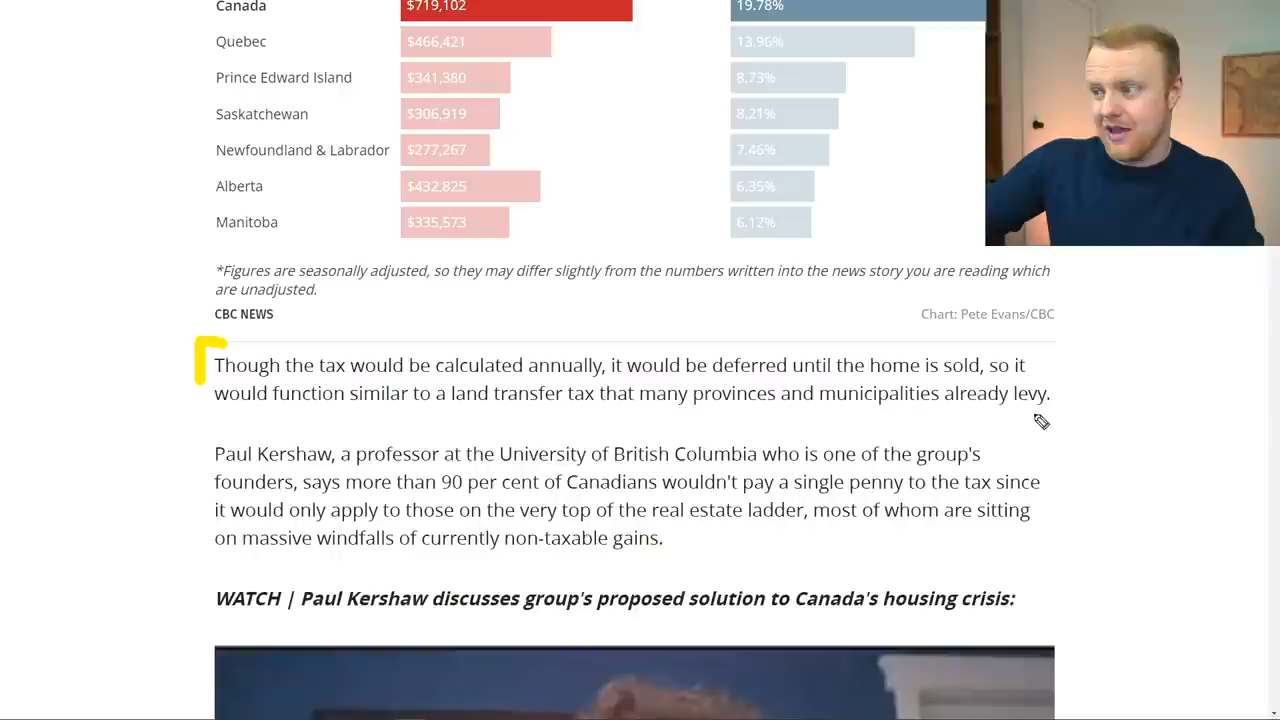 Canada $719,102 19.78%
Quebec $466,421 13.96%
Prince Edward Island $341,380 8.73%
Saskatchewan $306,919 8.21%
Newfoundland & Labrador $277,267 7.46%
Alberta $432,825 6.35%
Manitoba $335,573 6.12%
*Figures are seasonally adjusted, so they may differ slightly from the numbers written into the news story you are reading which
are unadjusted.
CBC NEWS Chart: Pete Evans/CBC
Though the tax would be calculated annually, it would be deferred until the home is sold, so it
would function similar to a land transfer tax that many provinces and municipalities already levy.
Paul Kershaw, a professor at the University of British Columbia who is one of the group's
founders, says more than 90 per cent of Canadians wouldn't pay a single penny to the tax since
it would only apply to those on the very top of the real estate ladder, most of whom are sitting
on massive windfalls of currently non-taxable gains.
WATCH | Paul Kershaw discusses group's proposed solution to Canada's housing crisis: